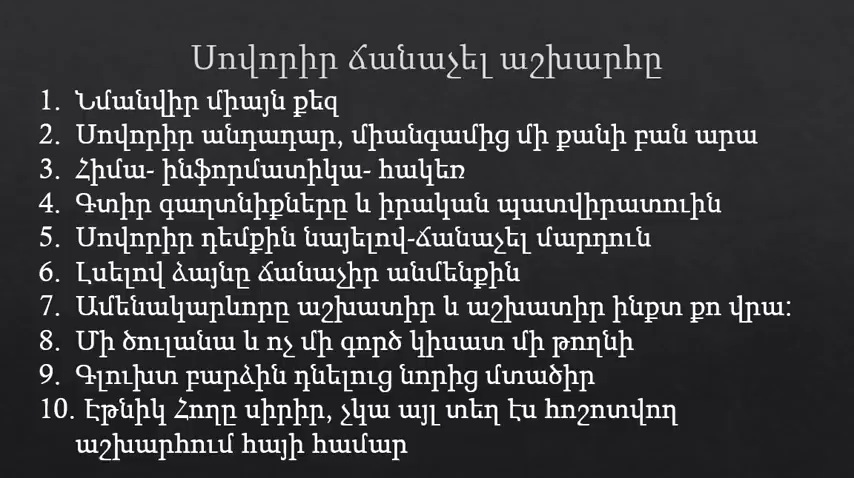 Սովորիր ճանաչել աշխարհը
1. Նմանվիր միայն քեզ
2. Սովորիր անդադար, միանգամից մի քանի բան արա
3. Հիմա- ինֆորմատիկա- հակեռ
4. Գտիր գաղտնիքները և իրական պատվիրատուին
5. Սովորիր դեմքին նայելով-ճանաչել մարդուն
6. Լսելով ձայնը ճանաչիր անմենքին
7. Ամենակարևորը աշխատիր և աշխատիր ինքտ քո վրա:
8. Մի ծուլանա և ոչ մի գործ կիսատ մի թողնի
9. Գլուխտ բարձին դնելուց նորից մտածիր
10. Էթնիկ Հողը սիրիր, չկա այլ տեղ էս հոշոտվող
աշխարհում հայի համար